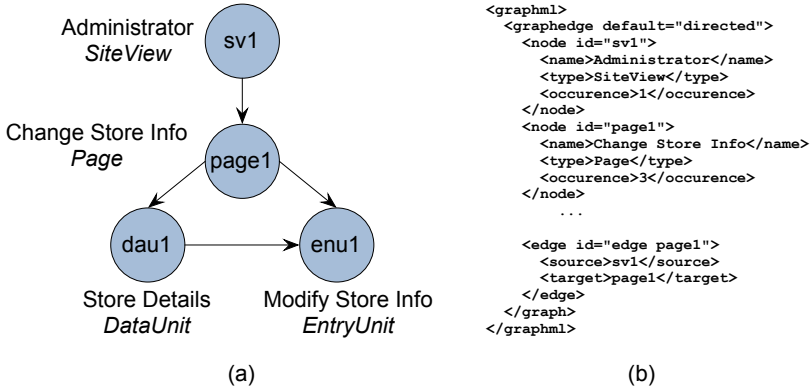 Administrator
SiteView
sv1
Change Store Info
Page
page1
dau1
enu1
Store Details
DataUnit
Modify Store Info
EntryUnit
(a)
<graphml>
<graphedge default="directed">
<node id="sv1">
<name>Administrator</name>
<type>SiteView</type>
<occurence>1</occurence>
</node>
<node id="page1">
<name>Change Store Info</name>
<type>Page</type>
<occurence>3</occurence>
</node>
...
<edge id="edge page1">
<source>sv1</source>
<target>page1</target>
</edge>
</graph>
</graphml>
(b)